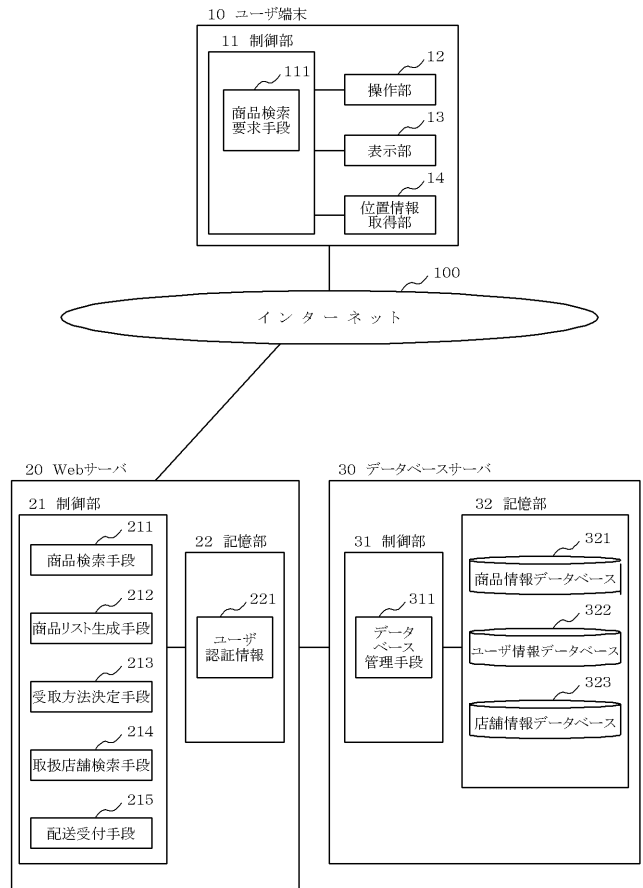 10 ユーザ端末
11 制御部
111
商品検索
要求手段
12
操作部
13
表示部
14
位置情報
取得部
100
インターネット
20 Webサーバ
21 制御部
211
商品検索手段
212
商品リスト生成手段
213
受取方法決定手段
214
取扱店舗検索手段
215
配送受付手段
22 記憶部
221
ユーザ
認証情報
30 データベースサーバ
31 制御部
311
データ
ベース
管理手段
32 記憶部
321
商品情報データベース
322
ユーザ情報データベース
323
店舗情報データベース